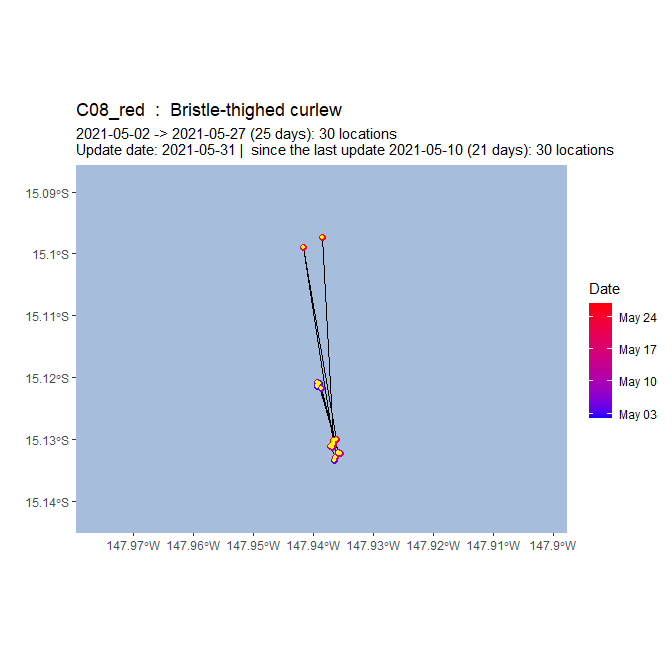 C08_red  :  Bristle-thighed curlew
2021-05-02 -> 2021-05-27 (25 days): 30 locations
Update date: 2021-05-31 |  since the last update 2021-05-10 (21 days): 30 locations
15.09°S
15.1°S
15.11°S
15.12°S
15.13°S
15.14°S
147.97°W 147.96°W 147.95°W 147.94°W 147.93°W 147.92°W 147.91°W 147.9°W
Date
May 24
May 17
May 10
May 03